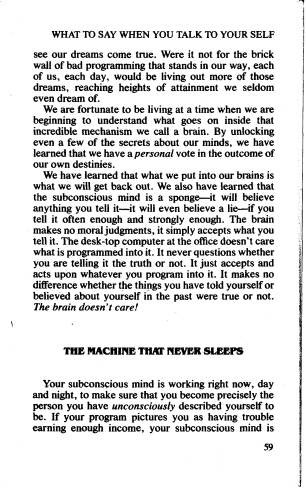 WHAT TO SAY WHEN YOU TALK TO YOUR SELF
see our dreams come true. Were it not for the brick
wall of bad programming that stands in our way, each
of us, each day, would be living out more of those
dreams, reaching heights of attainment we seldom
even dream of.
We are fortunate to be living at a time when we are
beginning to understand what goes on inside that
incredible mechanism we call a brain. By unlocking
even a few of the secrets about our minds, we have
learned that we have a personal vote in the outcome of
our own destinies.
We have learned that what we put into our brains is
what we will get back out. We also have learned that
the subconscious mind is a sponge—it will believe
anything you tell it—it will even believe a lie—if you
tell it often enough and strongly enough. The brain
makes no moral judgments, it simply accepts what you
tell it. The desk-top computer at the office doesn't care
what is programmed into it. It never questions whether
you are telling it the truth or not. It just accepts and
acts upon whatever you program into it. It makes no
difference whether the things you have told yourself or
believed about yourself in the past were true or not.
The brain doesn't care!
THE MACHINE THAT NEVER SLEEPS
Your subconscious mind is working right now, day
and night, to make sure that you become precisely the
person you have unconsciously described yourself to
be. If your program pictures you as having trouble
earning enough income, your subconscious mind is
59